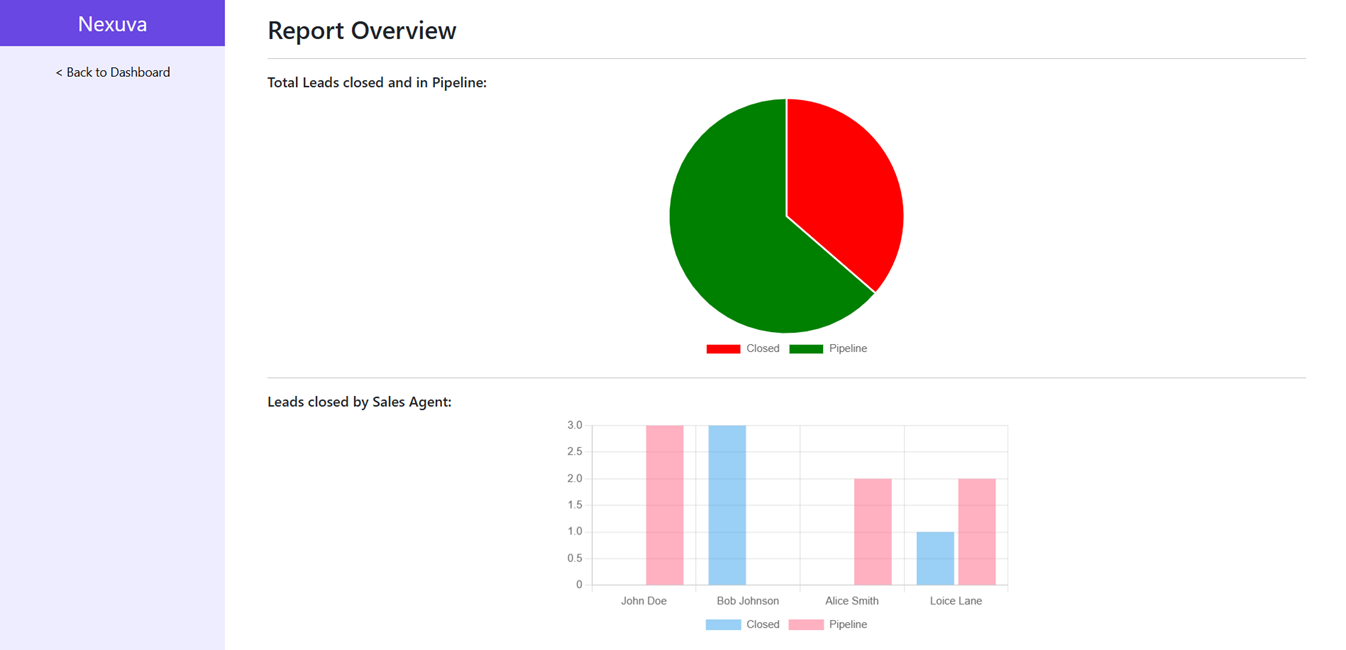 Nexuva
< Back to Dashboard
Report Overview
Total Leads closed and in Pipeline:
Closed Pipeline
Leads closed by Sales Agent:
3.0
2.5
2.0
1.5
1.0
0.5
0
John Doe Bob Johnson Alice Smith Loice Lane
Closed Pipeline